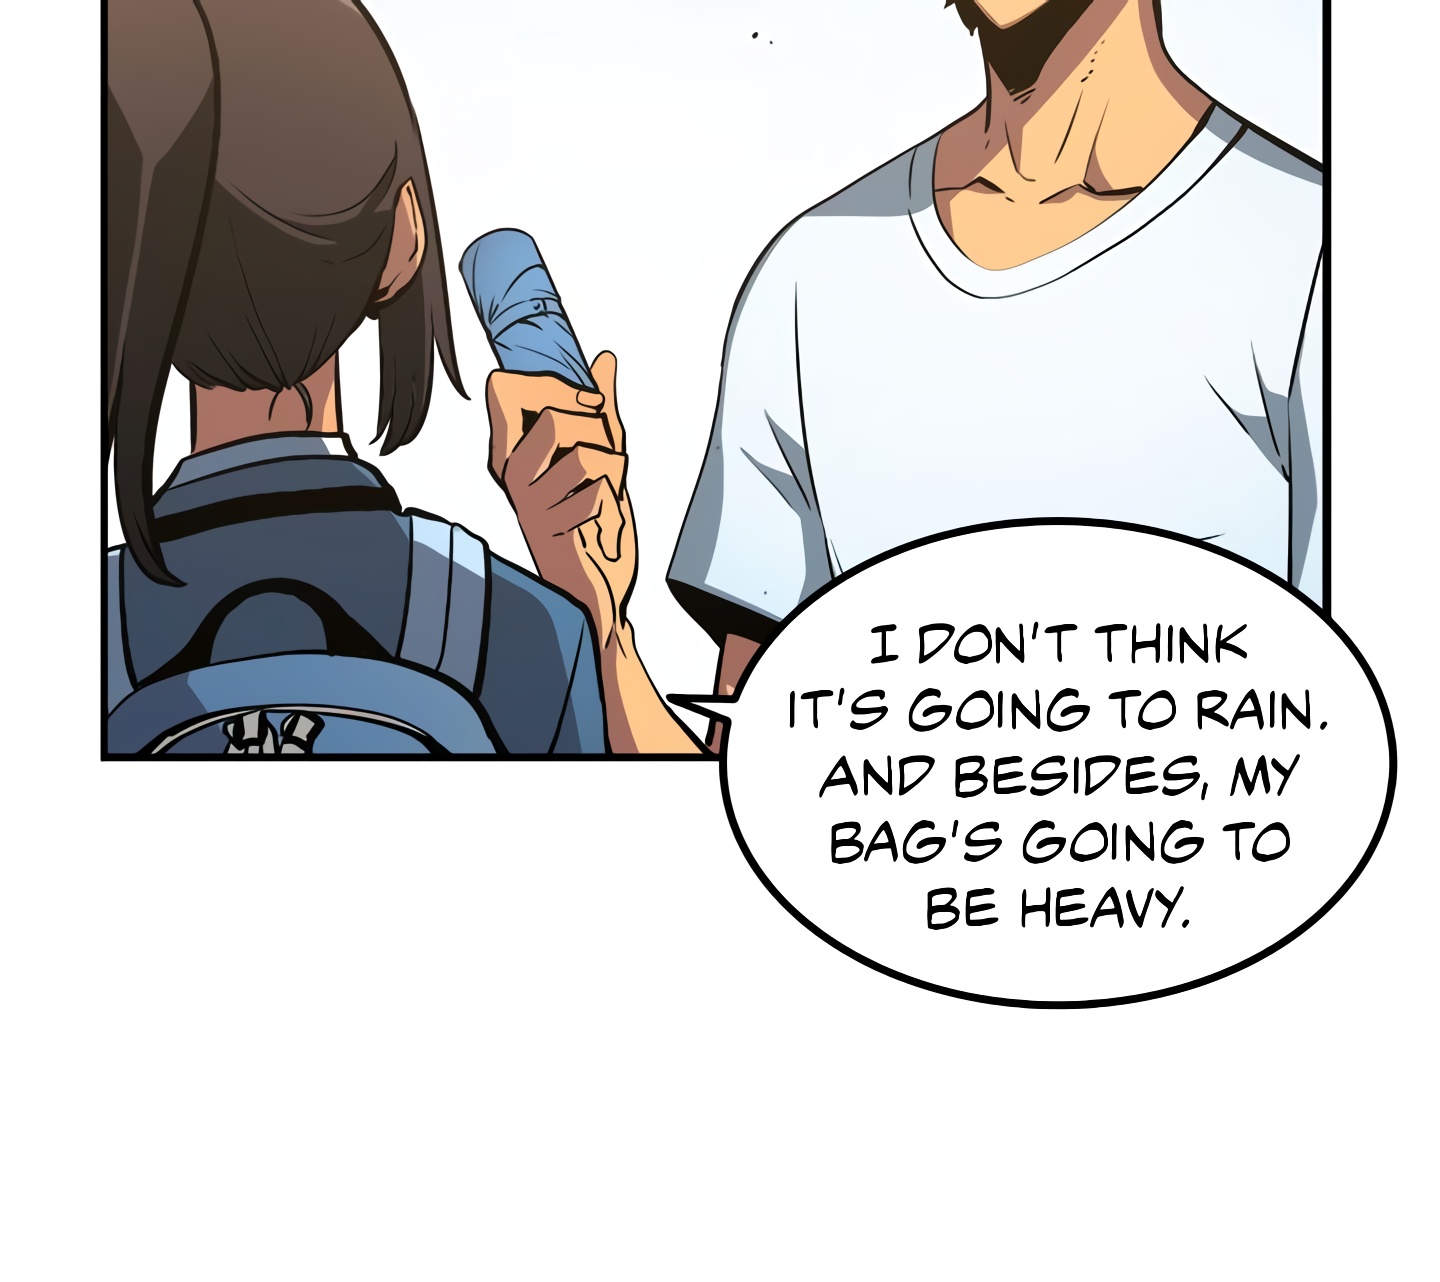 I DON'T THINK
IT'S GOING TO RAIN.
AND BESIDES, MY
BAG'S GOING TO
BE HEAVY.